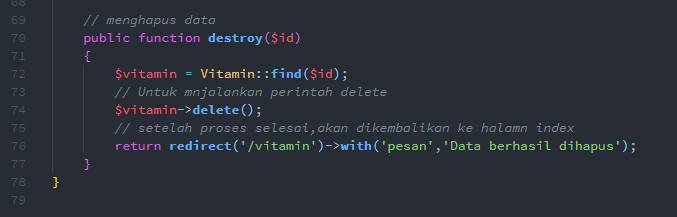 68
69 // menghapus data
70 public function destroy($id)
71 {
72 $vitamin = Vitamin::find($id);
73 // Untuk mnjalankan perintah delete
74 $vitamin->delete();
75 // setelah proses selesai,akan dikembalikan ke halamn index
76 return redirect('/vitamin')->with('pesan','Data berhasil dihapus');
77 }
78 }
79